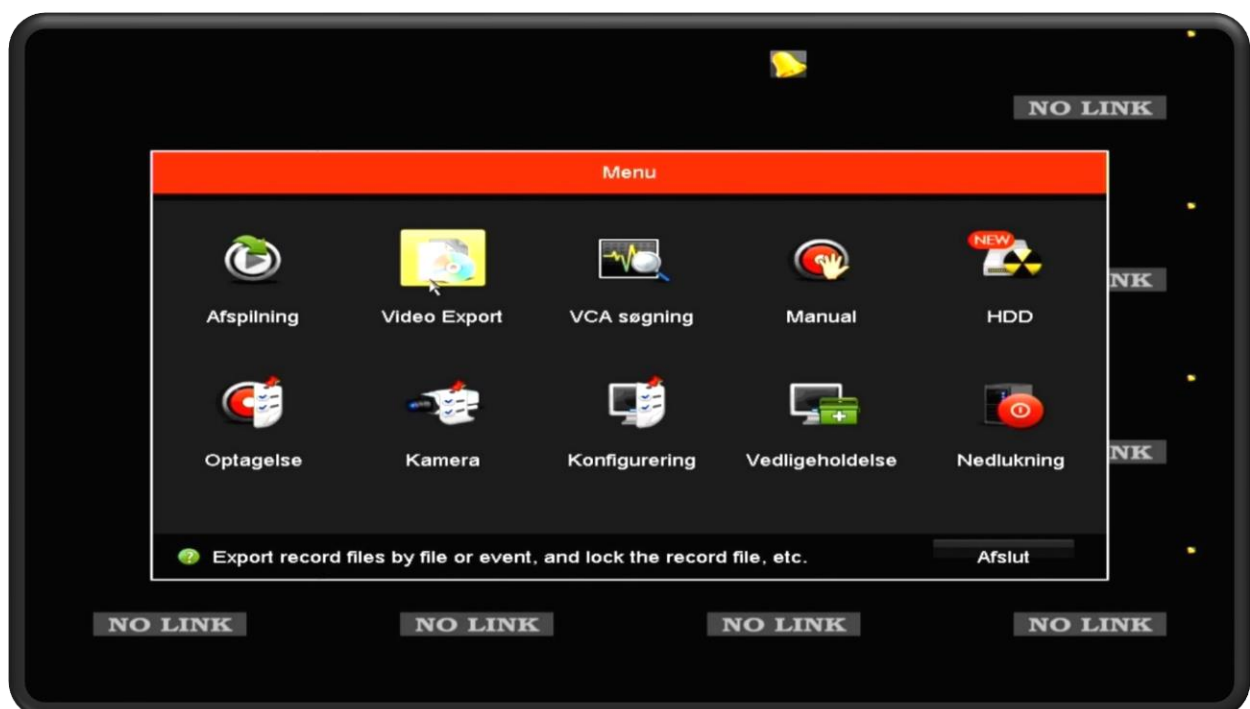 NO LINK
Menu
NEW
NK
Afspilning
Video Export
VCA søgning
Manual
HDD
NK
Optagelse
Kamera
Konfigurering
Vedligeholdelse
Nedlukning
Export record files by file or event, and lock the record file, etc.
Afslut
NO LINK
NO LINK
NO LINK
NO LINK